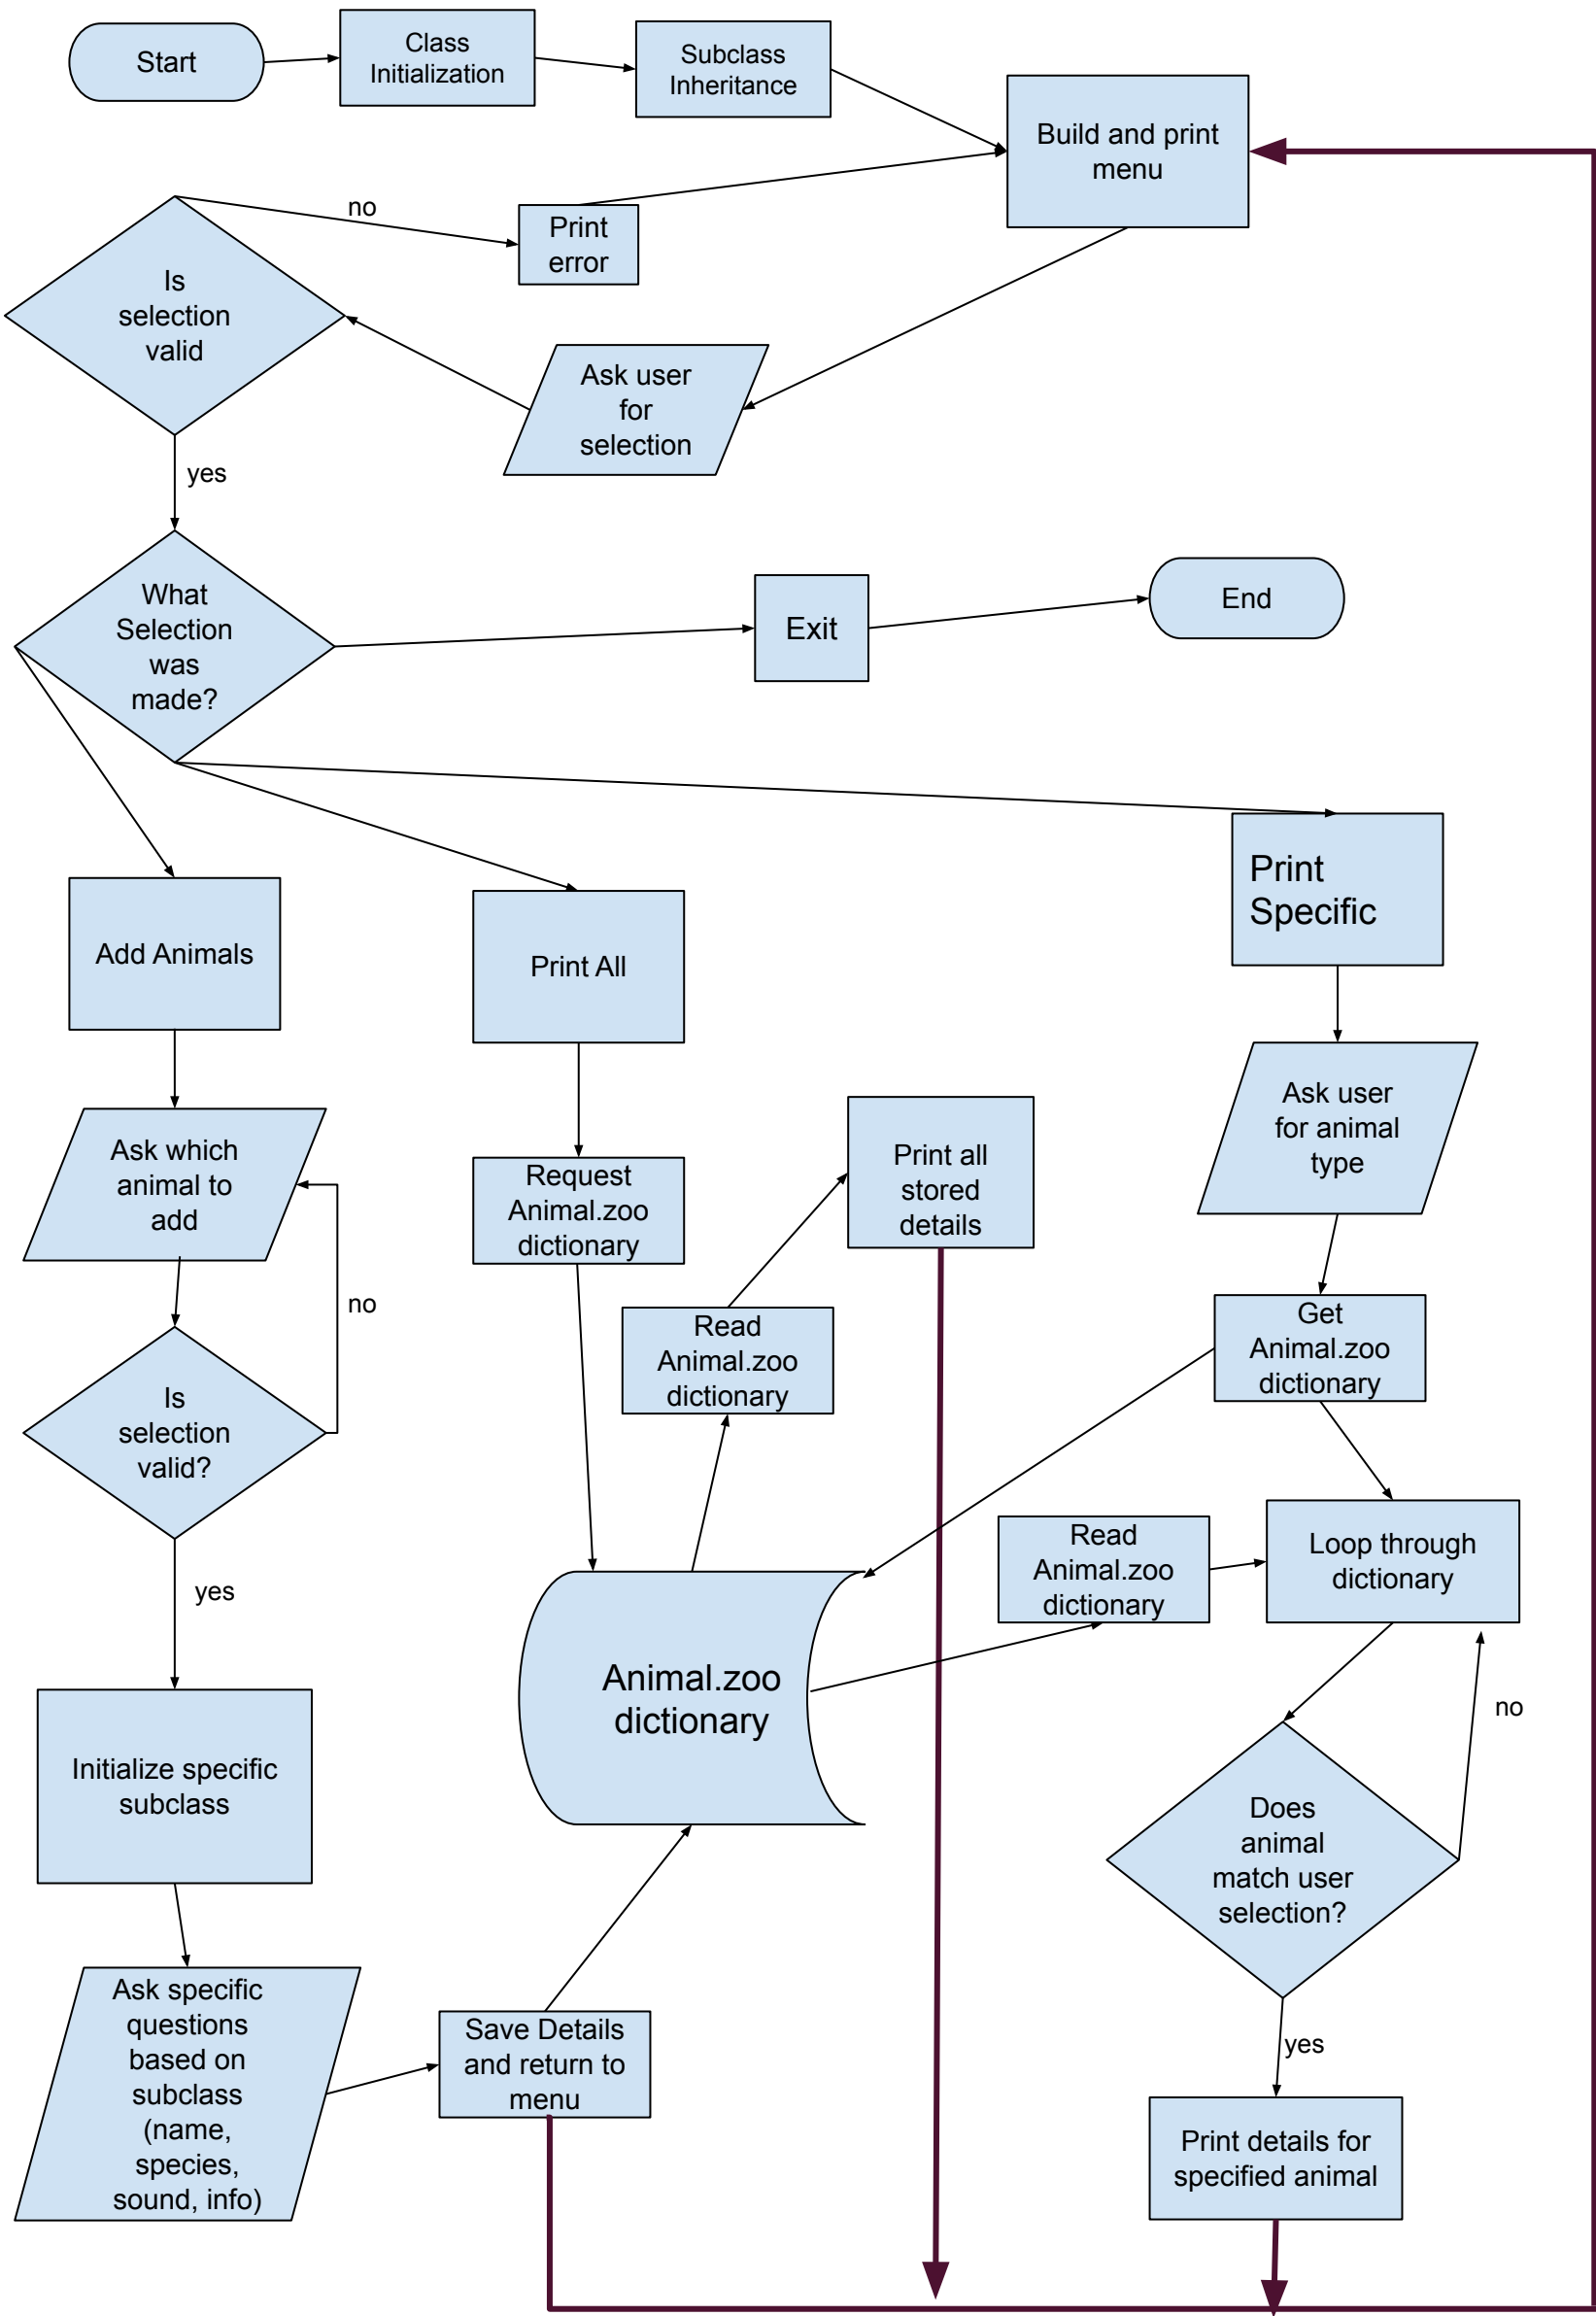 Start
Class
Initialization
Subclass
Inheritance
Build and print
menu
no
Print
error
Is
selection
valid
Ask user
for
selection
yes
What
Selection
was
made?
Exit
End
Print
Specific
Add Animals
Print All
Ask user
for animal
type
Ask which
animal to
add
Request
Animal.zoo
dictionary
Print all
stored
details
no
Read
Animal.zoo
dictionary
Get
Animal.zoo
dictionary
Is
selection
valid?
Read
Animal.zoo
dictionary
Loop through
dictionary
yes
Animal.zoo
dictionary
no
Initialize specific
subclass
Does
animal
match user
selection?
Ask specific
questions
based on
subclass
(name,
species,
sound, info)
Save Details
and return to
menu
yes
Print details for
specified animal